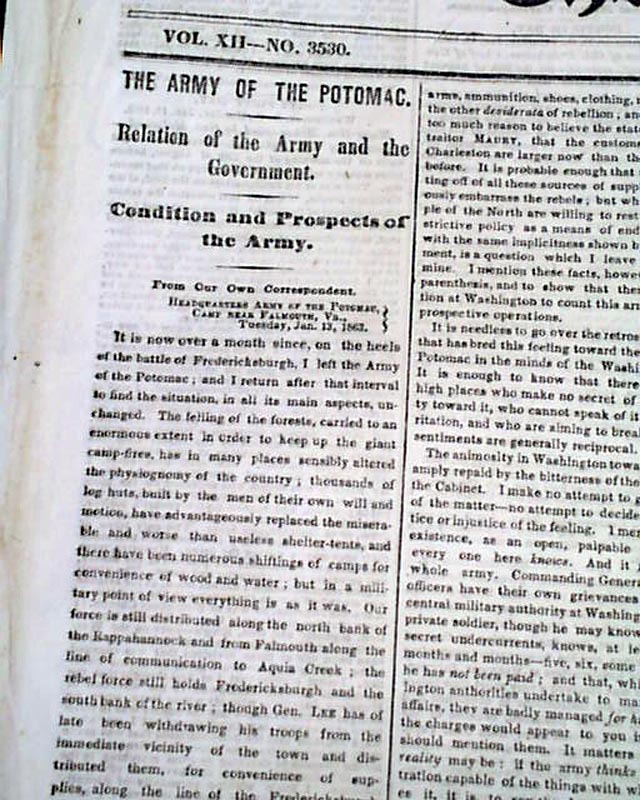 VOL. XII—NO. 3530.
THE ARMY OF THE POTOMAC.
Relation of the Army and the
Government.
Condition and Prospects of
the Army.
From Our Own Correspondent.
HEADQUARTERS ARMY OF THE POTOMAC,
CAMP NEAR FALMOUTH, Va.,
Tuesday, Jan. 13, 1863.
It is now over a month since, on the heels
of the battle of Fredericksburgh, I left the Army
of the Potomac; and I return after that interval
to find the situation, in all its main aspects, un-
changed. The felling of the forests, carried to an
enormous extent in order to keep up the giant
camp-fires, has in many places sensibly altered
the physiognomy of the country; thousands of
log huts, built by the men of their own will and
motion, have advantageously replaced the misera-
ble and worse than useless shelter-tents, and
there have been numerous shiftings of camps for
convenience of wood and water; but in a mili-
tary point of view everything is as it was. Our
force is still distributed along the north bank of
the Rappahannock and from Falmouth along the
line of communication to Aquia Creek; the
rebel force still holds Fredericksburgh and the
south bank of the river; though Gen. LEE has of
late been withdrawing his troops from the
immediate vicinity of the town and dis-
tributed them, for convenience of sup-
plies, along the line of the
arms, ammunition, shoes, clothing,
the other desiderata of rebellion; and
too much reason to believe the
traitor MAURY, that the customs
Charleston are larger now than
before. It is probable enough that
ting off of all these sources of
ously embarrass the rebels; but
ple of the North are willing to
strictive policy as a means of
with the same implicitness shown
ment, is a question which I leave
mine. I mention these facts,
parenthesis, and to show that
tion at Washington to count this
prospective operations.
It is needless to go over the
that has bred this feeling toward the
Potomac in the minds of the
It is enough to know that there
high places who make no secret of
ty toward it, who cannot speak of it
ritation, and who are aiming to
sentiments are generally reciprocal.
The animosity in Washington
amply repaid by the bitterness of the
the Cabinet. I make no attempt to
of the matter—no attempt to decide
tice or injustice of the feeling. I
existence, as an open, palpable
every one here knows. And it
whole army. Commanding
officers have their own grievances
central military authority at
private soldier, though he may know
secret undercurrents, knows, at
months and months—five, six, some
he has not been paid; and that,
ington authorities undertake to
affairs, they are badly managed for
the charges would appear to you
should mention them. It matters
reality may be: if the army thinks
tration capable of the things with
es it, it is to